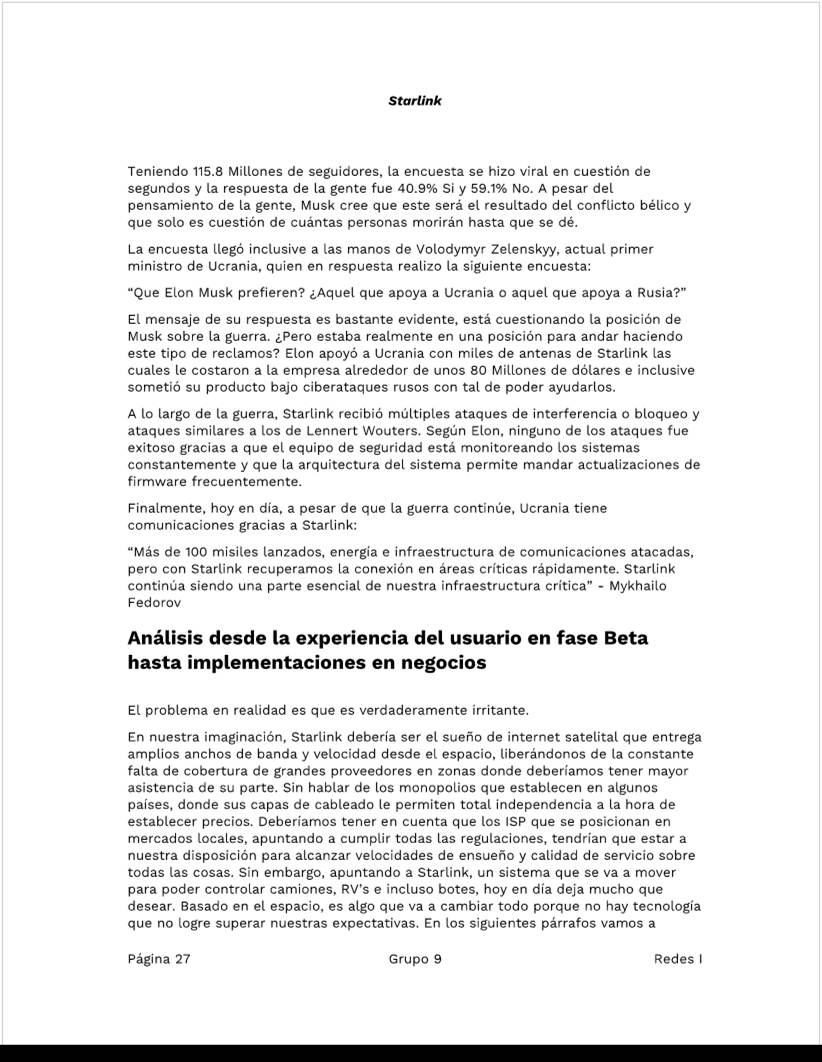 Starlink
Teniendo 115.8 Millones de seguidores, la encuesta se hizo viral en cuestión de
segundos y la respuesta de la gente fue 40.9% Si y 59.1% No. A pesar del
pensamiento de la gente, Musk cree que este será el resultado del conflicto bélico y
que solo es cuestión de cuántas personas morirán hasta que se dé.
La encuesta llegó inclusive a las manos de Volodymyr Zelenskyy, actual primer
ministro de Ucrania, quien en respuesta realizo la siguiente encuesta:
“Que Elon Musk prefieren? ¿Aquel que apoya a Ucrania o aquel que apoya a Rusia?”
El mensaje de su respuesta es bastante evidente, está cuestionando la posición de
Musk sobre la guerra. ¿Pero estaba realmente en una posición para andar haciendo
este tipo de reclamos? Elon apoyó a Ucrania con miles de antenas de Starlink las
cuales le costaron a la empresa alrededor de unos 80 Millones de dólares e inclusive
sometió su producto bajo ciberataques rusos con tal de poder ayudarlos.
A lo largo de la guerra, Starlink recibió múltiples ataques de interferencia o bloqueo y
ataques similares a los de Lennert Wouters. Según Elon, ninguno de los ataques fue
exitoso gracias a que el equipo de seguridad está monitoreando los sistemas
constantemente y que la arquitectura del sistema permite mandar actualizaciones de
firmware frecuentemente.
Finalmente, hoy en día, a pesar de que la guerra continúe, Ucrania tiene
comunicaciones gracias a Starlink:
“Más de 100 misiles lanzados, energía e infraestructura de comunicaciones atacadas,
pero con Starlink recuperamos la conexión en áreas críticas rápidamente. Starlink
continúa siendo una parte esencial de nuestra infraestructura crítica” - Mykhailo
Fedorov
Análisis desde la experiencia del usuario en fase Beta
hasta implementaciones en negocios
El problema en realidad es que es verdaderamente irritante.
En nuestra imaginación, Starlink debería ser el sueño de internet satelital que entrega
amplios anchos de banda y velocidad desde el espacio, liberándonos de la constante
falta de cobertura de grandes proveedores en zonas donde deberíamos tener mayor
asistencia de su parte. Sin hablar de los monopolios que establecen en algunos
países, donde sus capas de cableado le permiten total independencia a la hora de
establecer precios. Deberíamos tener en cuenta que los ISP que se posicionan en
mercados locales, apuntando a cumplir todas las regulaciones, tendrían que estar a
nuestra disposición para alcanzar velocidades de ensueño y calidad de servicio sobre
todas las cosas. Sin embargo, apuntando a Starlink, un sistema que se va a mover
para poder controlar camiones, RV’s e incluso botes, hoy en día deja mucho que
desear. Basado en el espacio, es algo que va a cambiar todo porque no hay tecnología
que no logre superar nuestras expectativas. En los siguientes párrafos vamos a
Página 27 Grupo 9 Redes I